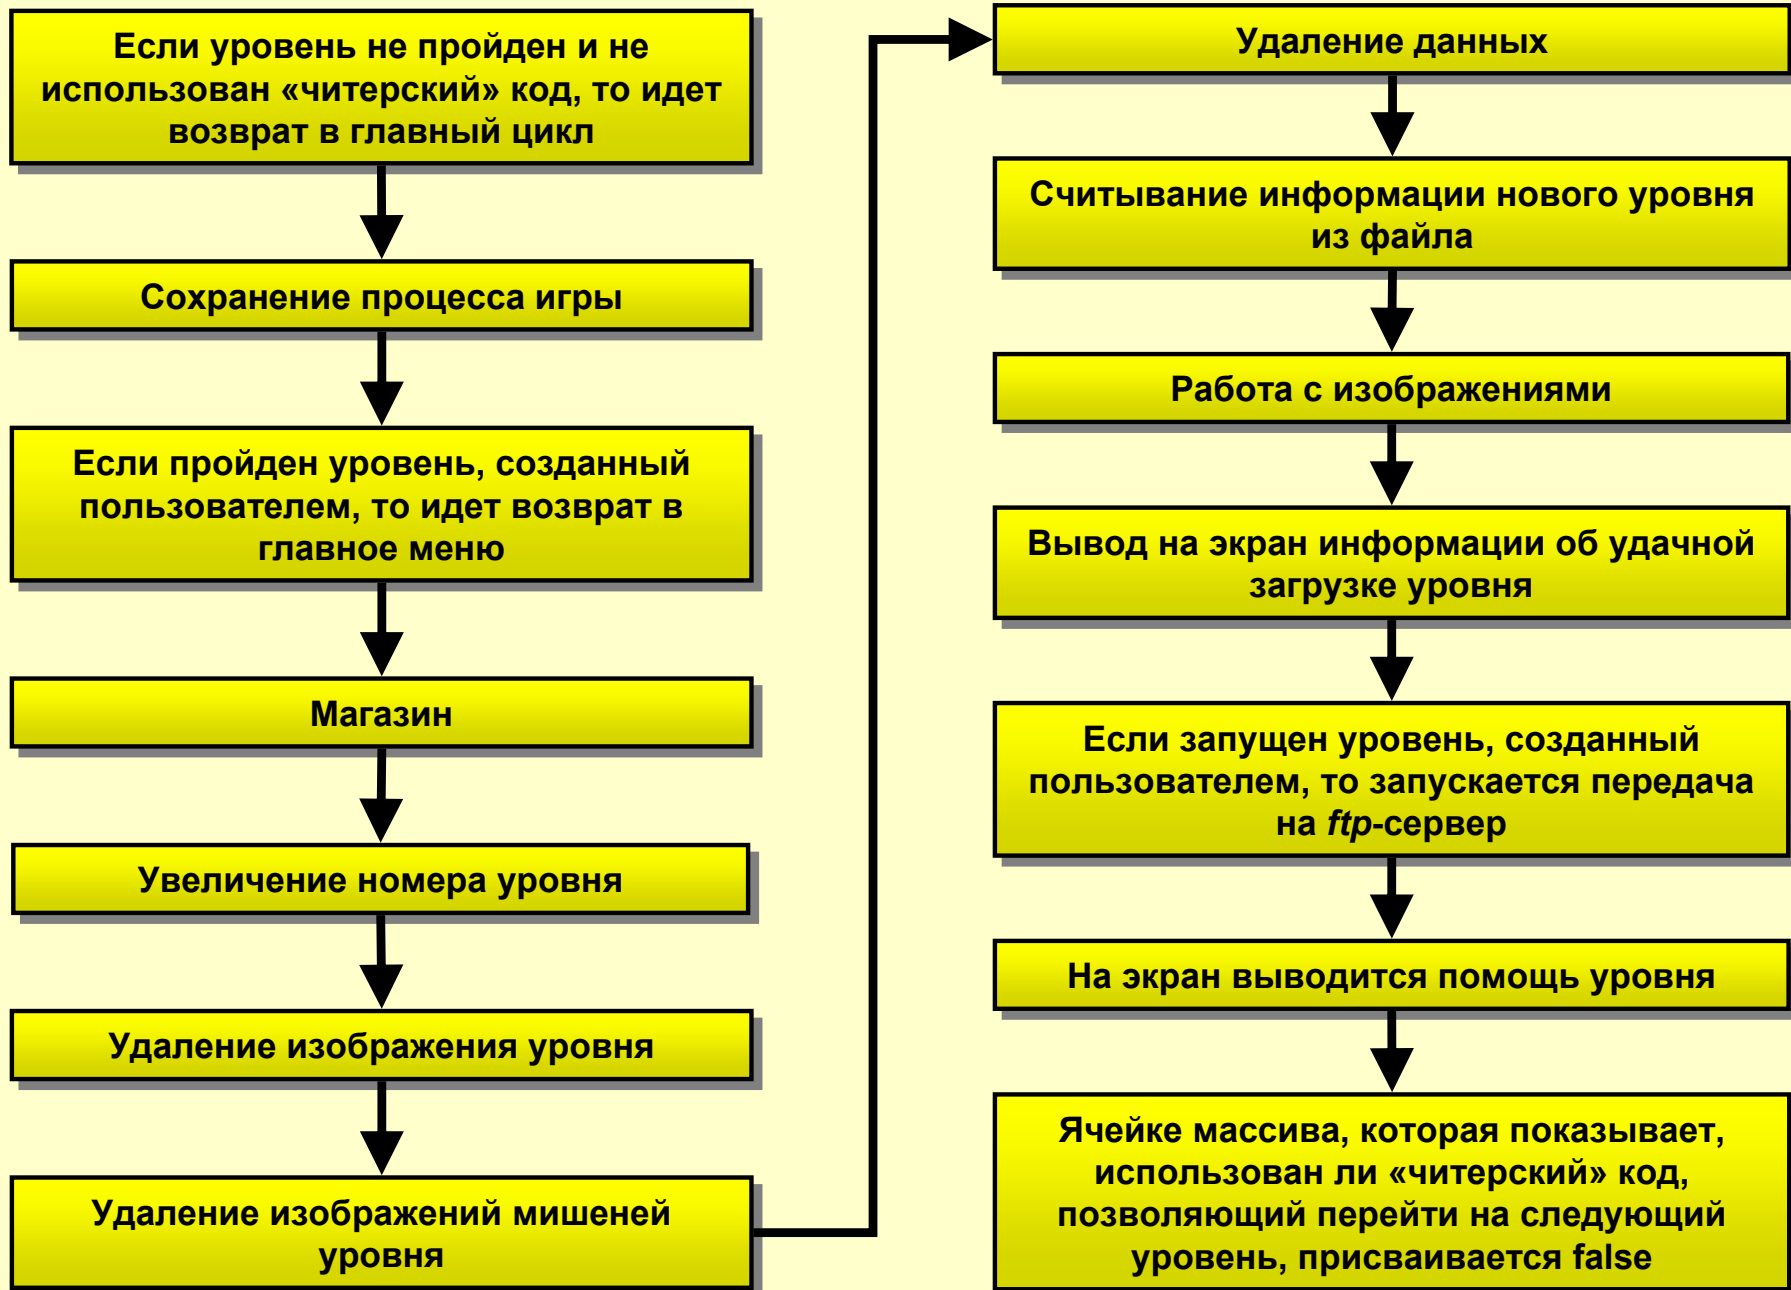 Если уровень не пройден и не
использован «читерский» код, то идет
возврат в главный цикл
Сохранение процесса игры
Если пройден уровень, созданный
пользователем, то идет возврат в
главное меню
Магазин
Увеличение номера уровня
Удаление изображения уровня
Удаление изображений мишеней
уровня
Удаление данных
Считывание информации нового уровня
из файла
Работа с изображениями
Вывод на экран информации об удачной
загрузке уровня
Если запущен уровень, созданный
пользователем, то запускается передача
на ftp-сервер
На экран выводится помощь уровня
Ячейке массива, которая показывает,
использован ли «читерский» код,
позволяющий перейти на следующий
уровень, присваивается false